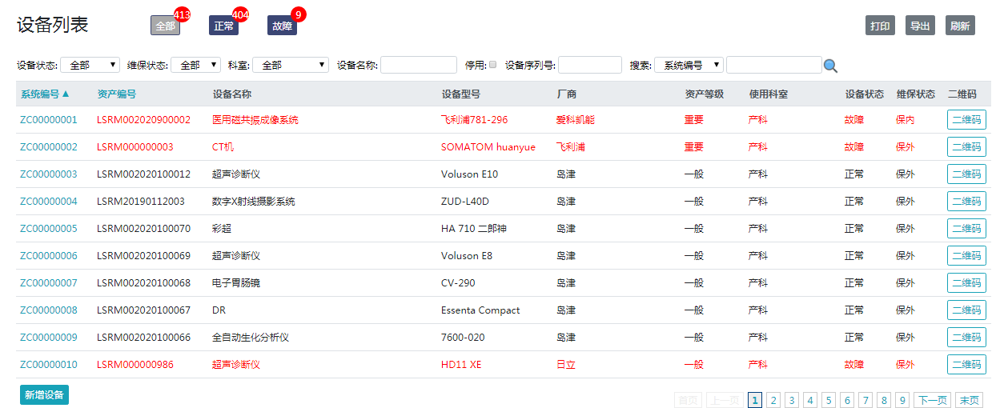 设备列表 全部 413 正常 404 故障 9 打印 导出 刷新
设备状态: 全部 维保状态: 全部 科室: 全部 设备名称: 停用: 设备序列号: 搜索: 系统编号
系统编号▲ 资产编号 设备名称 设备型号 厂商 资产等级 使用科室 设备状态 维保状态 二维码
ZC00000001 LSRM002020900002 医用磁共振成像系统 飞利浦781-296 爱科凯能 重要 产科 故障 保内 二维码
ZC00000002 LSRM000000003 CT机 SOMATOM huanyue 飞利浦 重要 产科 故障 保外 二维码
ZC00000003 LSRM002020100012 超声诊断仪 Voluson E10 岛津 一般 产科 正常 保外 二维码
ZC00000004 LSRM20190112003 数字X射线摄影系统 ZUD-L40D 岛津 一般 产科 正常 保外 二维码
ZC00000005 LSRM002020100070 彩超 HA 710 二郎神 岛津 一般 产科 正常 保外 二维码
ZC00000006 LSRM002020100069 超声诊断仪 Voluson E8 岛津 一般 产科 正常 保外 二维码
ZC00000007 LSRM002020100068 电子胃肠镜 CV-290 岛津 一般 产科 正常 保外 二维码
ZC00000008 LSRM002020100067 DR Essenta Compact 岛津 一般 产科 正常 保外 二维码
ZC00000009 LSRM002020100066 全自动生化分析仪 7600-020 岛津 一般 产科 正常 保外 二维码
ZC00000010 LSRM000000986 超声诊断仪 HD11 XE 日立 一般 产科 故障 保外 二维码
新增设备 首页 上一页 1 2 3 4 5 6 7 8 9 下一页 末页